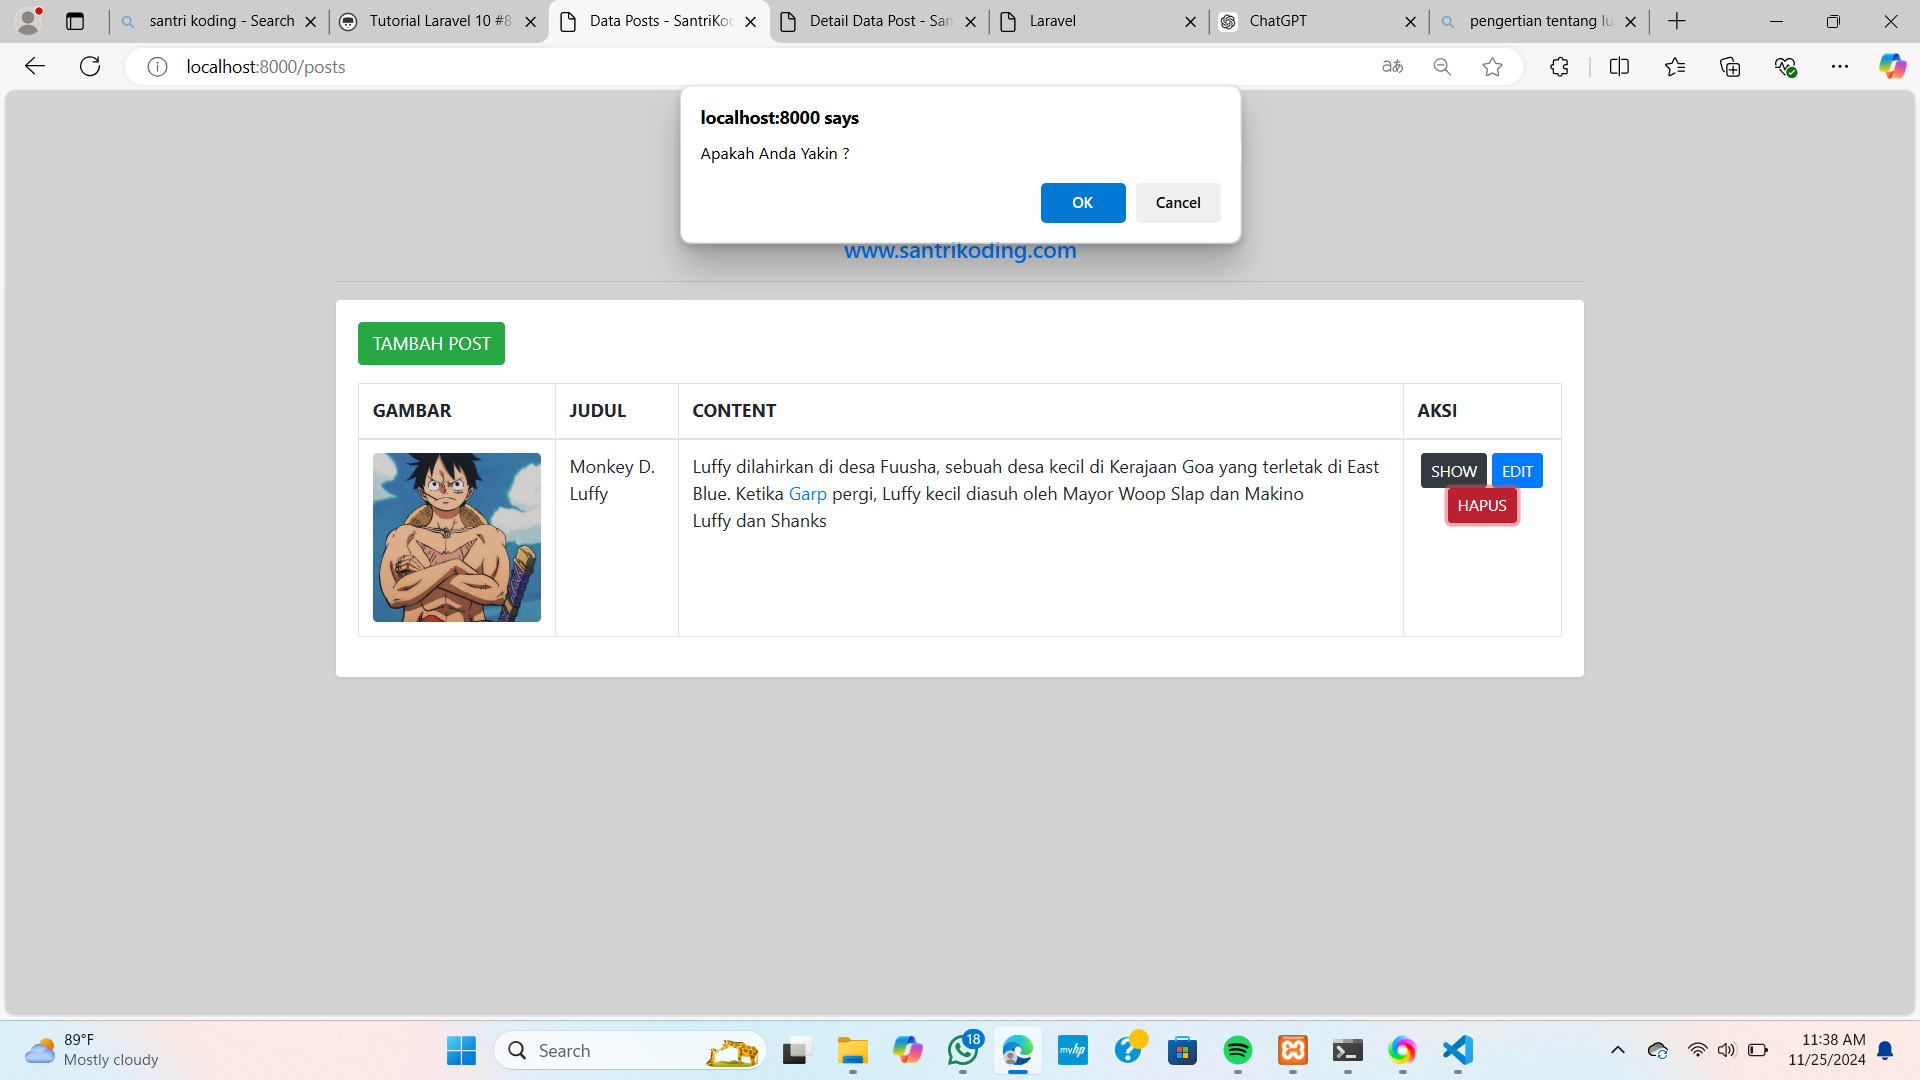 santri koding - Search
Tutorial Laravel 10 #8
Data Posts - SantriKo
Detail Data Post - San
Laravel
ChatGPT
pengertian tentang lu
localhost:8000/posts
localhost:8000 says
Apakah Anda Yakin ?
OK
Cancel
www.santrikoding.com
TAMBAH POST
GAMBAR
JUDUL
CONTENT
AKSI
Monkey D.
Luffy
Luffy dilahirkan di desa Fuusha, sebuah desa kecil di Kerajaan Goa yang terletak di East
Blue. Ketika Garp pergi, Luffy kecil diasuh oleh Mayor Woop Slap dan Makino
Luffy dan Shanks
SHOW
EDIT
HAPUS
89°F
Mostly cloudy
Search
18
myhp
11:38 AM
11/25/2024